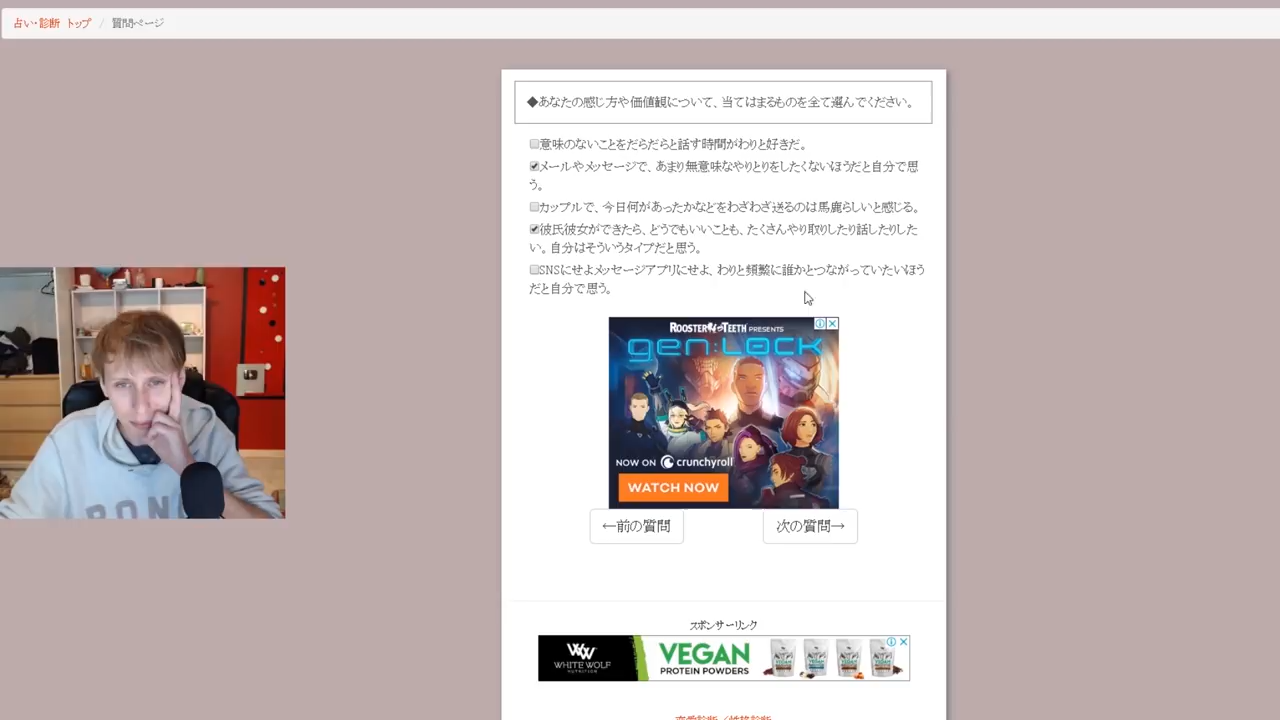 占い・診断 トップ / 質問ページ
◆あなたの感じ方や価値観について、当てはまるものを全て選んでください。
意味のないことをだらだらと話す時間がわりと好きだ。
メールやメッセージで、あまり無意味なやりとりをしたくないほうだと自分で思
う。
カップルで、今日何があったかなどをわざわざ送るのは馬鹿らしいと感じる。
彼氏彼女ができたら、どうでもいいことも、たくさんやり取りしたり話したりした
い。自分はそういうタイプだと思う。
SNSにせよメッセージアプリにせよ、わりと頻繁に誰かとつながっていたいほう
だと自分で思う。
ROOSTER TEETH PRESENTS
gen:LOCK
NOW ON crunchyroll
WATCH NOW
←前の質問
次の質問→
スポンサーリンク
WHITE WOLF
NUTRITION
VEGAN
PROTEIN POWDERS
恋愛診断／性格診断